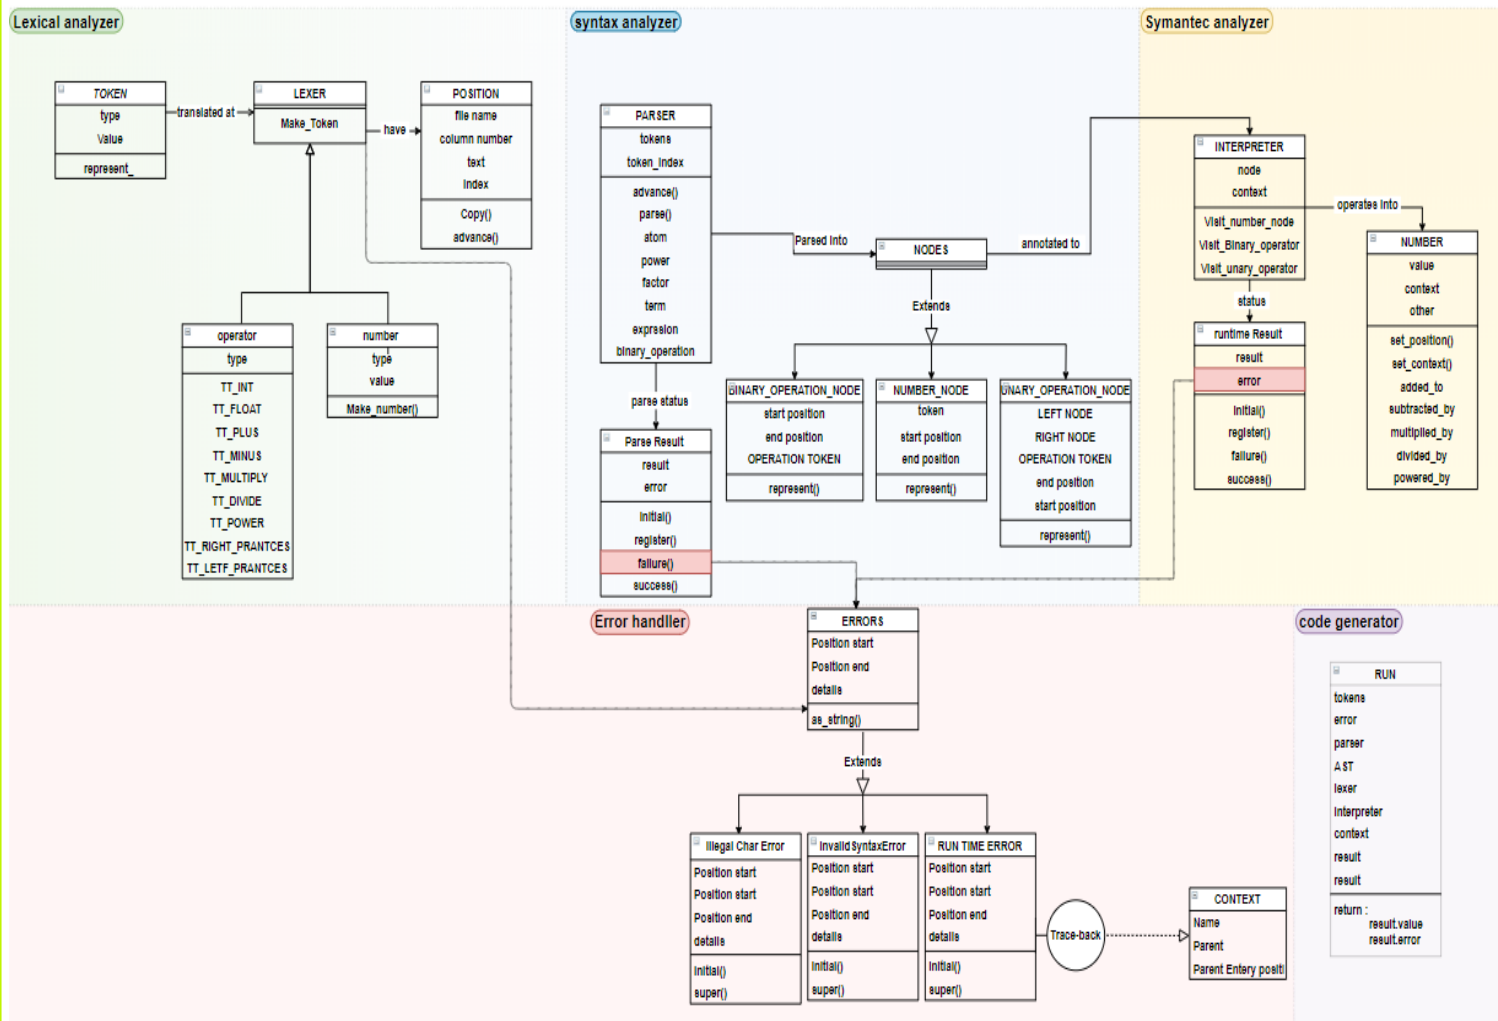 Lexical analyzer
TOKEN
type
Value
represent_
translated at
LEXER
Make_Token
have
POSITION
file name
column number
text
index
Copy()
advance()
operator
type
TT_INT
TT_FLOAT
TT_PLUS
TT_MINUS
TT_MULTIPLY
TT_DIVIDE
TT_POWER
TT_RIGHT_PRANTCES
TT_LETF_PRANTCES
number
type
value
Make_number()
syntax analyzer
PARSER
tokens
token_index
advance()
parse()
atom
power
factor
term
exprssion
binary_operation
parse status
Parse Result
result
error
Initial()
register()
failure()
success()
Parsed Into
NODES
Extends
BINARY_OPERATION_NODE
start position
end position
OPERATION TOKEN
represent()
NUMBER_NODE
token
start position
end position
represent()
UNARY_OPERATION_NODE
LEFT NODE
RIGHT NODE
OPERATION TOKEN
end position
start position
represent()
annotated to
Symantec analyzer
INTERPRETER
node
context
Visit_number_node
Visit_Binary_operator
Visit_unary_operator
status
runtime Result
result
error
Initial()
register()
failure()
success()
operates into
NUMBER
value
context
other
set_position()
set_context()
added_to
subtracted_by
multiplied_by
divided_by
powered_by
Error handller
ERRORS
Position start
Position end
details
as_string()
Extends
Illegal Char Error
Position start
Position start
Position end
details
Initial()
super()
InvalidSyntaxError
Position start
Position start
Position end
details
Initial()
super()
RUN TIME ERROR
Position start
Position start
Position end
details
Initial()
super()
Trace-back
CONTEXT
Name
Parent
Parent Entery positi
code generator
RUN
tokens
error
parser
AST
lexer
Interpreter
context
result
result
return :
result.value
result.error